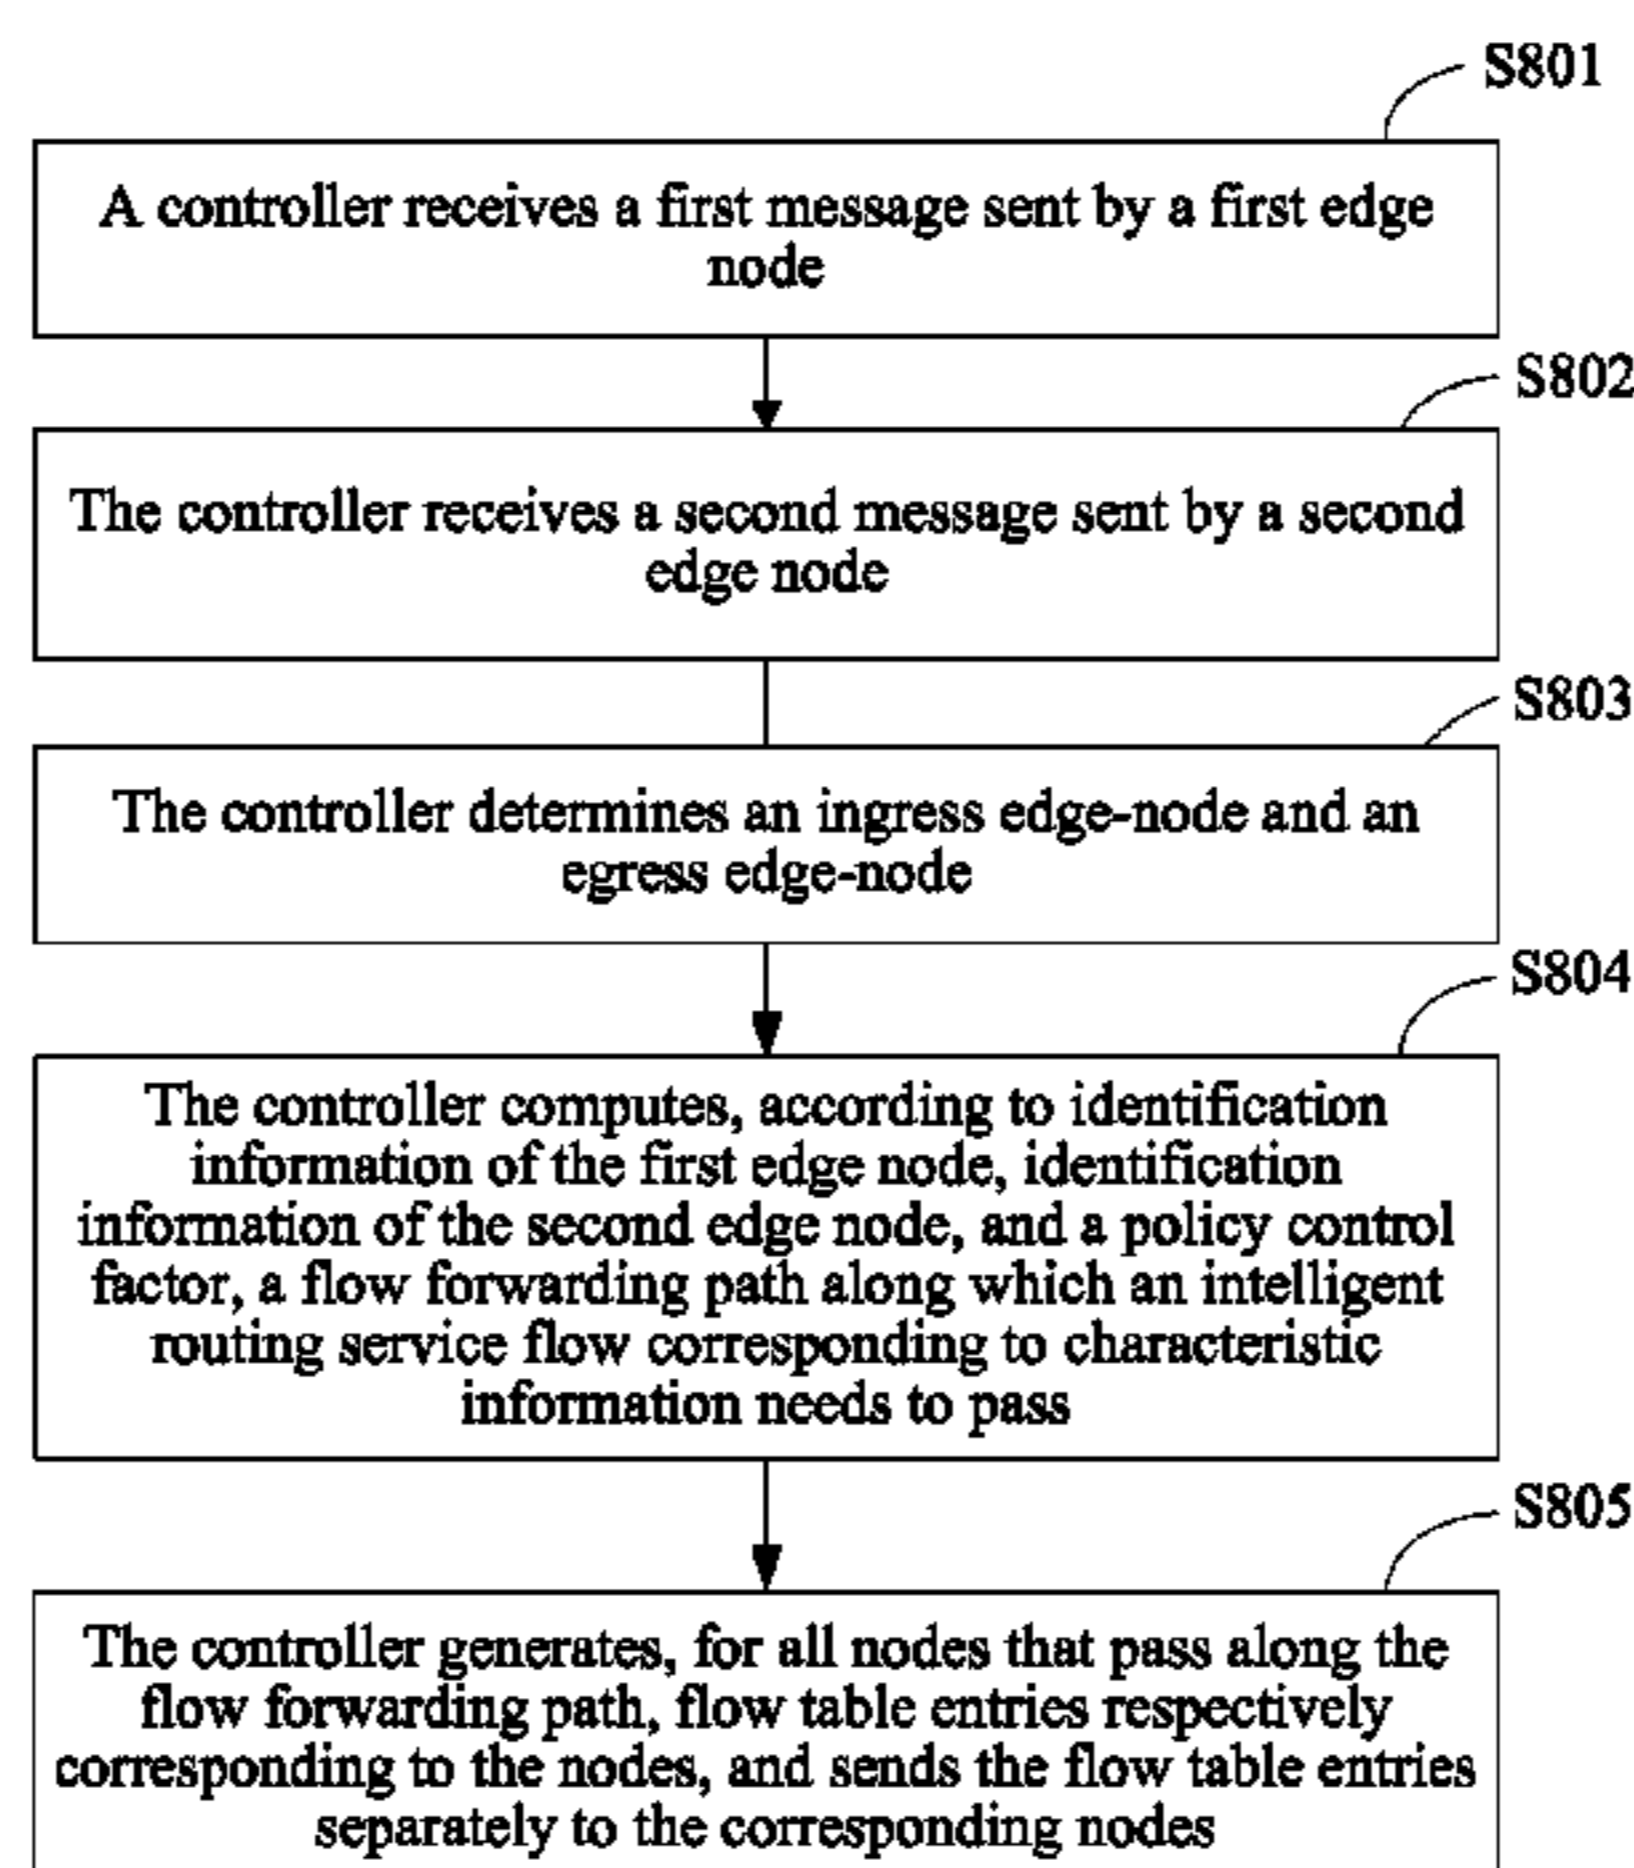 S801
A controller receives a first message sent by a first edge
node
S802
The controller receives a second message sent by a second
edge node
S803
The controller determines an ingress edge-node and an
egress edge-node
S804
The controller computes, according to identification
information of the first edge node, identification
information of the second edge node, and a policy control
factor, a flow forwarding path along which an intelligent
routing service flow corresponding to characteristic
information needs to pass
S805
The controller generates, for all nodes that pass along the
flow forwarding path, flow table entries respectively
corresponding to the nodes, and sends the flow table entries
separately to the corresponding nodes